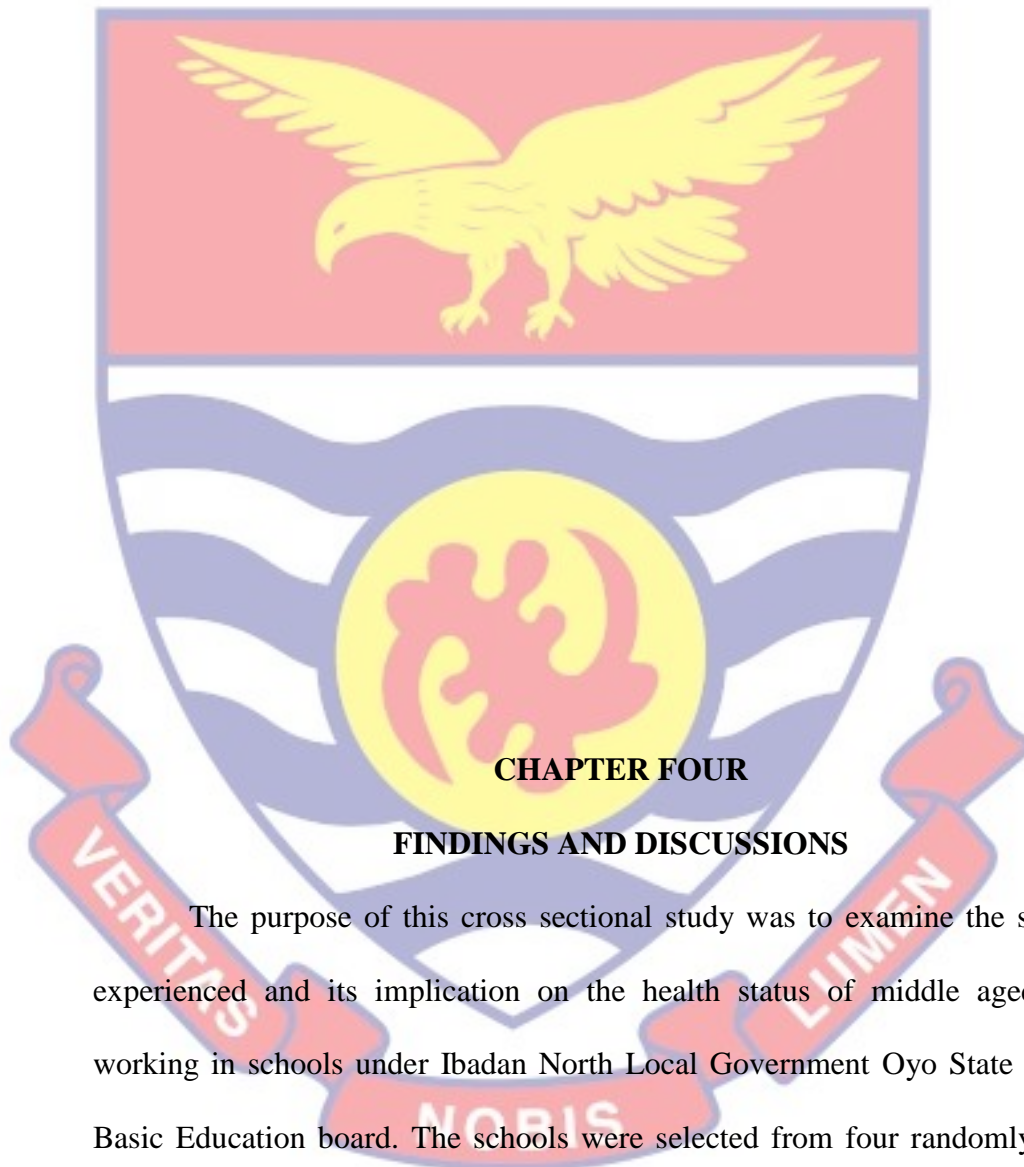 CHAPTER FOUR
FINDINGS AND DISCUSSIONS
The purpose of this cross sectional study was to examine the s
experienced and its implication on the health status of middle aged
working in schools under Ibadan North Local Government Oyo State
Basic Education board. The schools were selected from four randomly
VERITAS
NOBIS
LUMEN